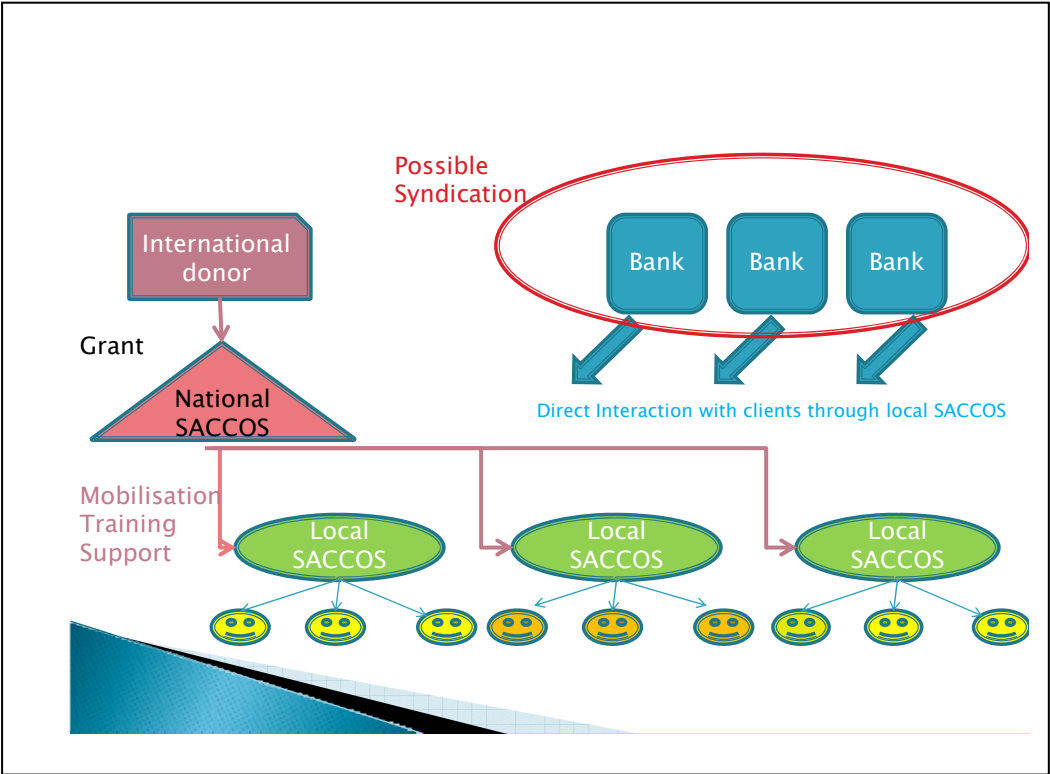 Possible
Syndication
International
donor
Bank
Bank
Bank
Grant
National
SACCOS
Direct Interaction with clients through local SACCOS
Mobilisation
Training
Support
Local
SACCOS
Local
SACCOS
Local
SACCOS